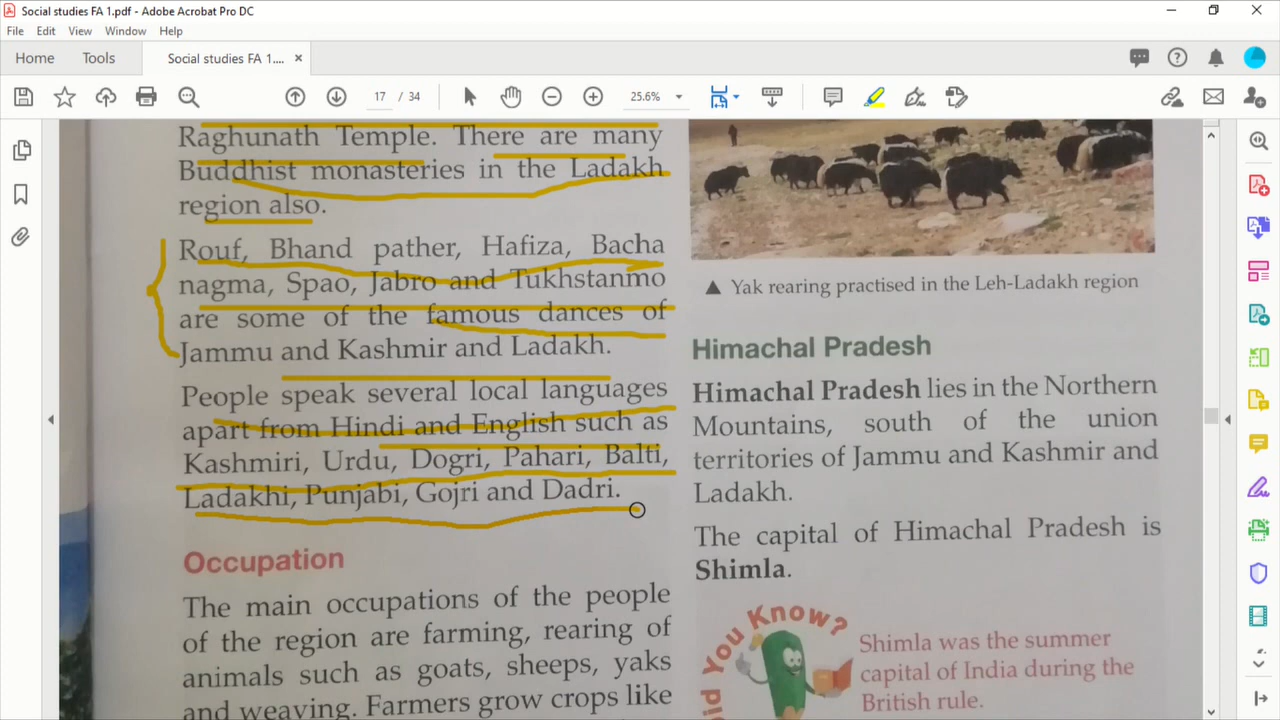 Social studies FA 1.pdf - Adobe Acrobat Pro DC
File Edit View Window Help
Home Tools Social studies FA 1.... ×
17 / 34 25.6%
Raghunath Temple. There are many
Buddhist monasteries in the Ladakh
region also.
Rouf, Bhand pather, Hafiza, Bacha
nagma, Spao, Jabro and Tukhstanmo
are some of the famous dances of
Jammu and Kashmir and Ladakh.
People speak several local languages
apart from Hindi and English such as
Kashmiri, Urdu, Dogri, Pahari, Balti,
Ladakhi, Punjabi, Gojri and Dadri.
Occupation
The main occupations of the people
of the region are farming, rearing of
animals such as goats, sheeps, yaks
and weaving. Farmers grow crops like
▲ Yak rearing practised in the Leh-Ladakh region
Himachal Pradesh
Himachal Pradesh lies in the Northern
Mountains, south of the union
territories of Jammu and Kashmir and
Ladakh.
The capital of Himachal Pradesh is
Shimla.
Did You Know?
Shimla was the summer
capital of India during the
British rule.